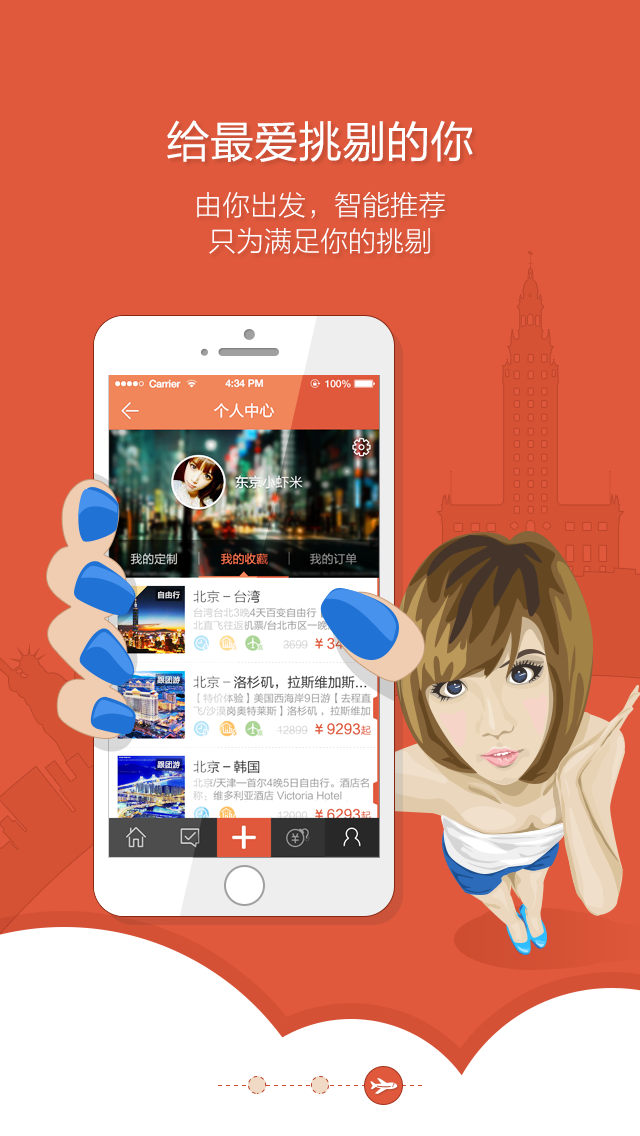 给最爱挑剔的你
由你出发，智能推荐
只为满足你的挑剔
Carrier 4:34 PM 100%
个人中心
东京小虾米
我的定制 我的收藏 我的订单
自由行
北京 – 台湾
台湾台北3晚4天百变自由行
北直飞往返机票/台北市区一晚
3699 ¥ 34
跟团游
北京 – 洛杉矶，拉斯维加斯...
【特价体验】美国西海岸9日游【去程直
飞/沙漠岗奥特莱斯】洛杉矶，拉斯维加
12899 ¥ 9293起
跟团游
北京 – 韩国
北京/天津一首尔4晚5日自由行。酒店名
称：维多利亚酒店 Victoria Hotel
12000 ¥ 6293起